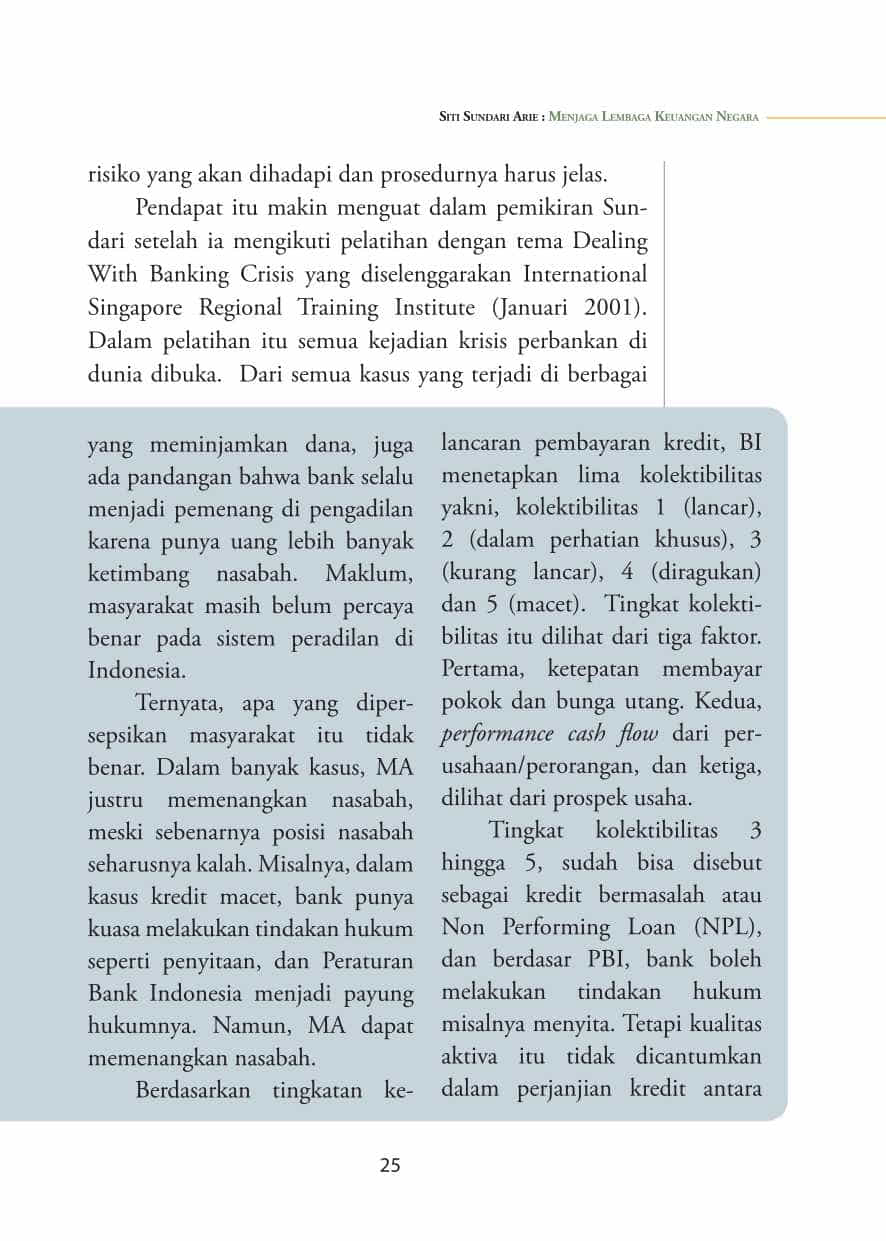 Siti Sundari Arie : Menjaga Lembaga Keuangan Negara
risiko yang akan dihadapi dan prosedurnya harus jelas.
Pendapat itu makin menguat dalam pemikiran Sun-
dari setelah ia mengikuti pelatihan dengan tema Dealing
With Banking Crisis yang diselenggarakan International
Singapore Regional Training Institute (Januari 2001).
Dalam pelatihan itu semua kejadian krisis perbankan di
dunia dibuka. Dari semua kasus yang terjadi di berbagai
yang meminjamkan dana, juga
ada pandangan bahwa bank selalu
menjadi pemenang di pengadilan
karena punya uang lebih banyak
ketimbang nasabah. Maklum,
masyarakat masih belum percaya
benar pada sistem peradilan di
Indonesia.
Ternyata, apa yang diper-
sepsikan masyarakat itu tidak
benar. Dalam banyak kasus, MA
justru memenangkan nasabah,
meski sebenarnya posisi nasabah
seharusnya kalah. Misalnya, dalam
kasus kredit macet, bank punya
kuasa melakukan tindakan hukum
seperti penyitaan, dan Peraturan
Bank Indonesia menjadi payung
hukumnya. Namun, MA dapat
memenangkan nasabah.
Berdasarkan tingkatan ke-
lancaran pembayaran kredit, BI
menetapkan lima kolektibilitas
yakni, kolektibilitas 1 (lancar),
2 (dalam perhatian khusus), 3
(kurang lancar), 4 (diragukan)
dan 5 (macet). Tingkat kolekti-
bilitas itu dilihat dari tiga faktor.
Pertama, ketepatan membayar
pokok dan bunga utang. Kedua,
performance cash flow dari per-
usahaan/perorangan, dan ketiga,
dilihat dari prospek usaha.
Tingkat kolektibilitas 3
hingga 5, sudah bisa disebut
sebagai kredit bermasalah atau
Non Performing Loan (NPL),
dan berdasar PBI, bank boleh
melakukan tindakan hukum
misalnya menyita. Tetapi kualitas
aktiva itu tidak dicantumkan
dalam perjanjian kredit antara
25